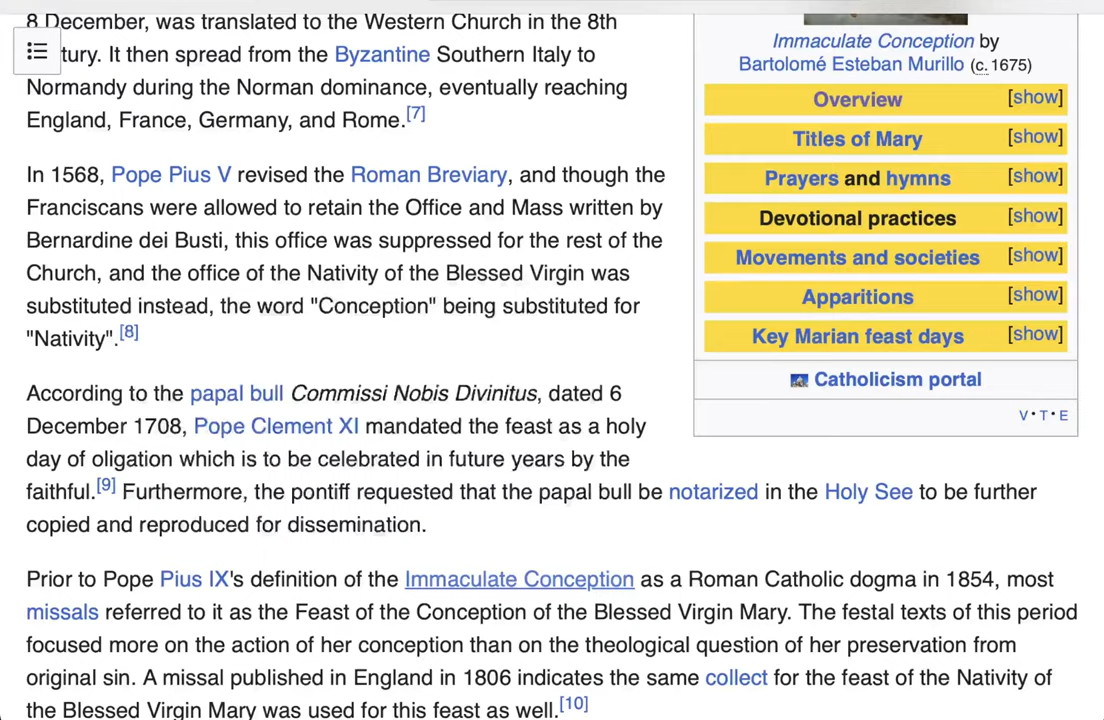 8 December, was translated to the Western Church in the 8th
tury. It then spread from the Byzantine Southern Italy to
Normandy during the Norman dominance, eventually reaching
England, France, Germany, and Rome.[7]
In 1568, Pope Pius V revised the Roman Breviary, and though the
Franciscans were allowed to retain the Office and Mass written by
Bernardine dei Busti, this office was suppressed for the rest of the
Church, and the office of the Nativity of the Blessed Virgin was
substituted instead, the word "Conception" being substituted for
"Nativity".[8]
According to the papal bull Commissi Nobis Divinitus, dated 6
December 1708, Pope Clement XI mandated the feast as a holy
day of oligation which is to be celebrated in future years by the
faithful.[9] Furthermore, the pontiff requested that the papal bull be notarized in the Holy See to be further
copied and reproduced for dissemination.
Prior to Pope Pius IX's definition of the Immaculate Conception as a Roman Catholic dogma in 1854, most
missals referred to it as the Feast of the Conception of the Blessed Virgin Mary. The festal texts of this period
focused more on the action of her conception than on the theological question of her preservation from
original sin. A missal published in England in 1806 indicates the same collect for the feast of the Nativity of
the Blessed Virgin Mary was used for this feast as well.[10]
Immaculate Conception by
Bartolomé Esteban Murillo (c. 1675)
Overview [show]
Titles of Mary [show]
Prayers and hymns [show]
Devotional practices [show]
Movements and societies [show]
Apparitions [show]
Key Marian feast days [show]
Catholicism portal
V • T • E